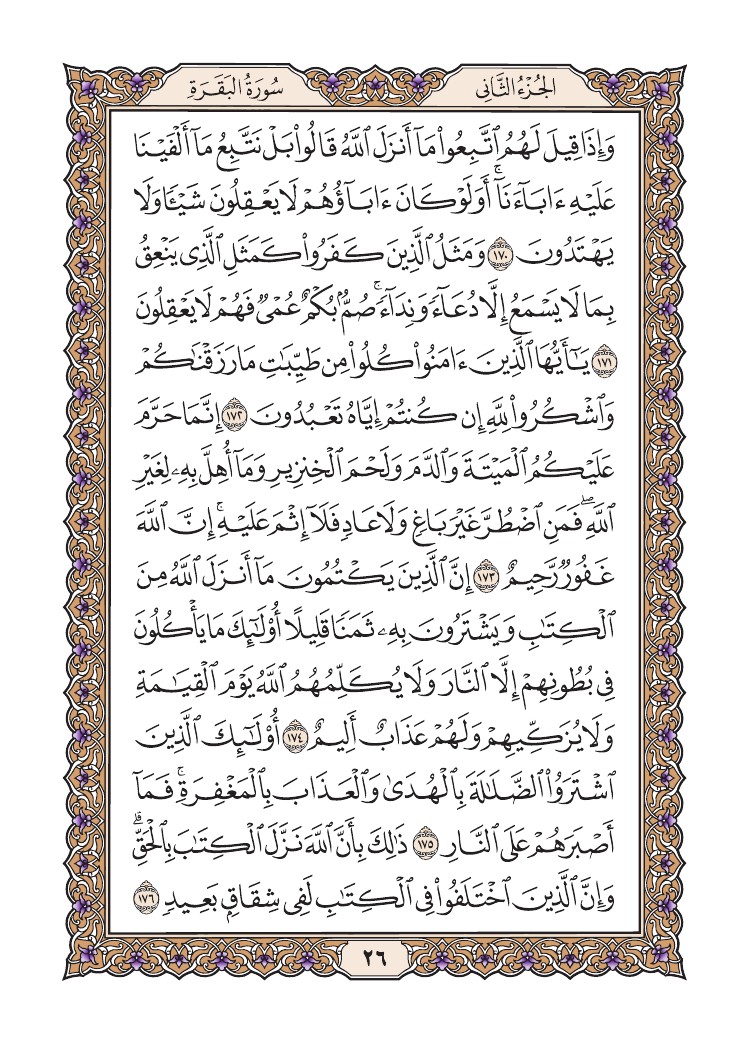 الجُزْءُ الثَّانِي
سُورَةُ البَقَرَةِ
وَإِذَا قِيلَ لَهُمُ ٱتَّبِعُوا۟ مَآ أَنزَلَ ٱللَّهُ قَالُوا۟ بَلْ نَتَّبِعُ مَآ أَلْفَيْنَا
عَلَيْهِ ءَابَآءَنَآ ۗ أَوَلَوْ كَانَ ءَابَآؤُهُمْ لَا يَعْقِلُونَ شَيْـًٔا وَلَا
يَهْتَدُونَ ١٧٠ وَمَثَلُ ٱلَّذِينَ كَفَرُوا۟ كَمَثَلِ ٱلَّذِى يَنْعِقُ
بِمَا لَا يَسْمَعُ إِلَّا دُعَآءً وَنِدَآءً ۚ صُمٌّۢ بُكْمٌ عُمْىٌ فَهُمْ لَا يَعْقِلُونَ
١٧١ يَـٰٓأَيُّهَا ٱلَّذِينَ ءَامَنُوا۟ كُلُوا۟ مِن طَيِّبَـٰتِ مَا رَزَقْنَـٰكُمْ
وَٱشْكُرُوا۟ لِلَّهِ إِن كُنتُمْ إِيَّاهُ تَعْبُدُونَ ١٧٢ إِنَّمَا حَرَّمَ
عَلَيْكُمُ ٱلْمَيْتَةَ وَٱلدَّمَ وَلَحْمَ ٱلْخِنزِيرِ وَمَآ أُهِلَّ بِهِۦ لِغَيْرِ
ٱللَّهِ ۖ فَمَنِ ٱضْطُرَّ غَيْرَ بَاغٍ وَلَا عَادٍ فَلَآ إِثْمَ عَلَيْهِ ۚ إِنَّ ٱللَّهَ
غَفُورٌ رَّحِيمٌ ١٧٣ إِنَّ ٱلَّذِينَ يَكْتُمُونَ مَآ أَنزَلَ ٱللَّهُ مِنَ
ٱلْكِتَـٰبِ وَيَشْتَرُونَ بِهِۦ ثَمَنًا قَلِيلًا أُو۟لَـٰٓئِكَ مَا يَأْكُلُونَ
فِى بُطُونِهِمْ إِلَّا ٱلنَّارَ وَلَا يُكَلِّمُهُمُ ٱللَّهُ يَوْمَ ٱلْقِيَـٰمَةِ
وَلَا يُزَكِّيهِمْ وَلَهُمْ عَذَابٌ أَلِيمٌ ١٧٤ أُو۟لَـٰٓئِكَ ٱلَّذِينَ
ٱشْتَرَوُا۟ ٱلضَّلَـٰلَةَ بِٱلْهُدَىٰ وَٱلْعَذَابَ بِٱلْمَغْفِرَةِ ۚ فَمَآ
أَصْبَرَهُمْ عَلَى ٱلنَّارِ ١٧٥ ذَٰلِكَ بِأَنَّ ٱللَّهَ نَزَّلَ ٱلْكِتَـٰبَ بِٱلْحَقِّ ۗ
وَإِنَّ ٱلَّذِينَ ٱخْتَلَفُوا۟ فِى ٱلْكِتَـٰبِ لَفِى شِقَاقٍۭ بَعِيدٍ ١٧٦
٢٦